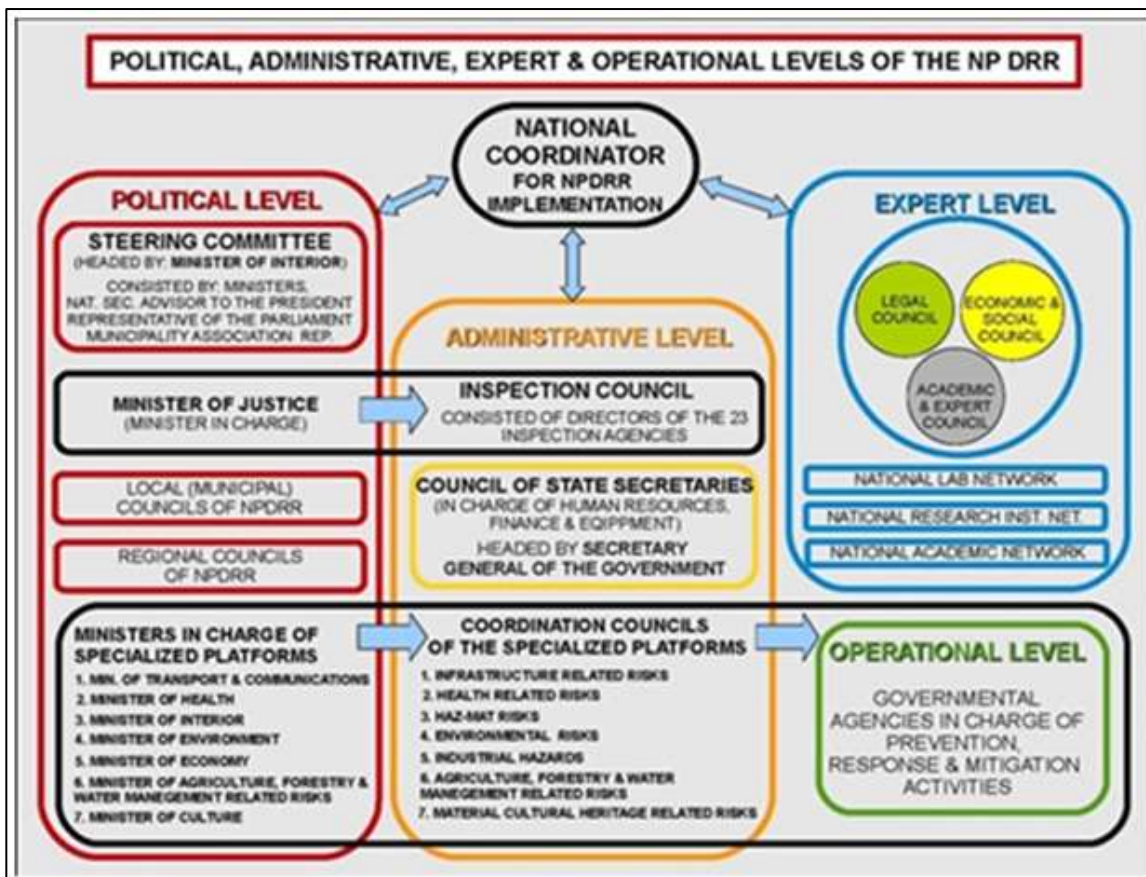 POLITICAL, ADMINISTRATIVE, EXPERT & OPERATIONAL LEVELS OF THE NP DRR
NATIONAL
COORDINATOR
FOR NPDRR
IMPLEMENTATION
POLITICAL LEVEL
STEERING COMMITTEE
(HEADED BY: MINISTER OF INTERIOR)
CONSISTED BY: MINISTERS,
NAT. SEC. ADVISOR TO THE PRESIDENT
REPRESENTATIVE OF THE PARLIAMENT
MUNICIPALITY ASSOCIATION REP.
MINISTER OF JUSTICE
(MINISTER IN CHARGE)
LOCAL (MUNICIPAL)
COUNCILS OF NPDRR
REGIONAL COUNCILS
OF NPDRR
MINISTERS IN CHARGE OF
SPECIALIZED PLATFORMS
1. MIN. OF TRANSPORT & COMMUNICATIONS
2. MINISTER OF HEALTH
3. MINISTER OF INTERIOR
4. MINISTER OF ENVIRONMENT
5. MINISTER OF ECONOMY
6. MINISTER OF AGRICULTURE, FORESTRY &
WATER MANEGEMENT RELATED RISKS
7. MINISTER OF CULTURE
ADMINISTRATIVE LEVEL
INSPECTION COUNCIL
CONSISTED OF DIRECTORS OF THE 23
INSPECTION AGENCIES
COUNCIL OF STATE SECRETARIES
(IN CHARGE OF HUMAN RESOURCES,
FINANCE & EQIPPMENT)
HEADED BY SECRETARY
GENERAL OF THE GOVERNMENT
COORDINATION COUNCILS
OF THE SPECIALIZED PLATFORMS
1. INFRASTRUCTURE RELATED RISKS
2. HEALTH RELATED RISKS
3. HAZ-MAT RISKS
4. ENVIRONMENTAL RISKS
5. INDUSTRIAL HAZARDS
6. AGRICULTURE, FORESTRY & WATER
MANEGEMENT RELATED RISKS
7. MATERIAL CULTURAL HERITAGE RELATED RISKS
EXPERT LEVEL
LEGAL
COUNCIL
ECONOMIC &
SOCIAL
COUNCIL
ACADEMIC
& EXPERT
COUNCIL
NATIONAL LAB NETWORK
NATIONAL RESEARCH INST. NET.
NATIONAL ACADEMIC NETWORK
OPERATIONAL LEVEL
GOVERNMENTAL
AGENCIES IN CHARGE OF
PREVENTION,
RESPONSE & MITIGATION
ACTIVITIES